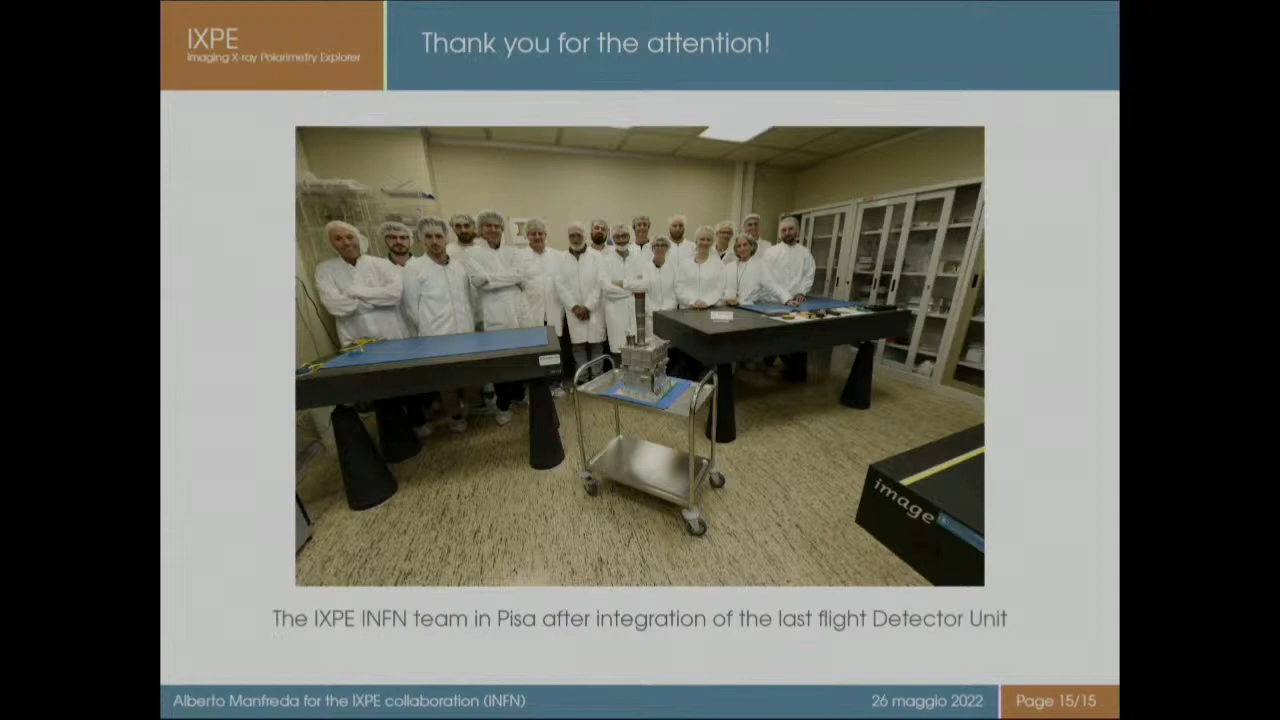 IXPE
Imaging X-ray Polarimetry Explorer
Thank you for the attention!
image
The IXPE INFN team in Pisa after integration of the last flight Detector Unit
Alberto Manfreda for the IXPE collaboration (INFN)
26 maggio 2022
Page 15/15